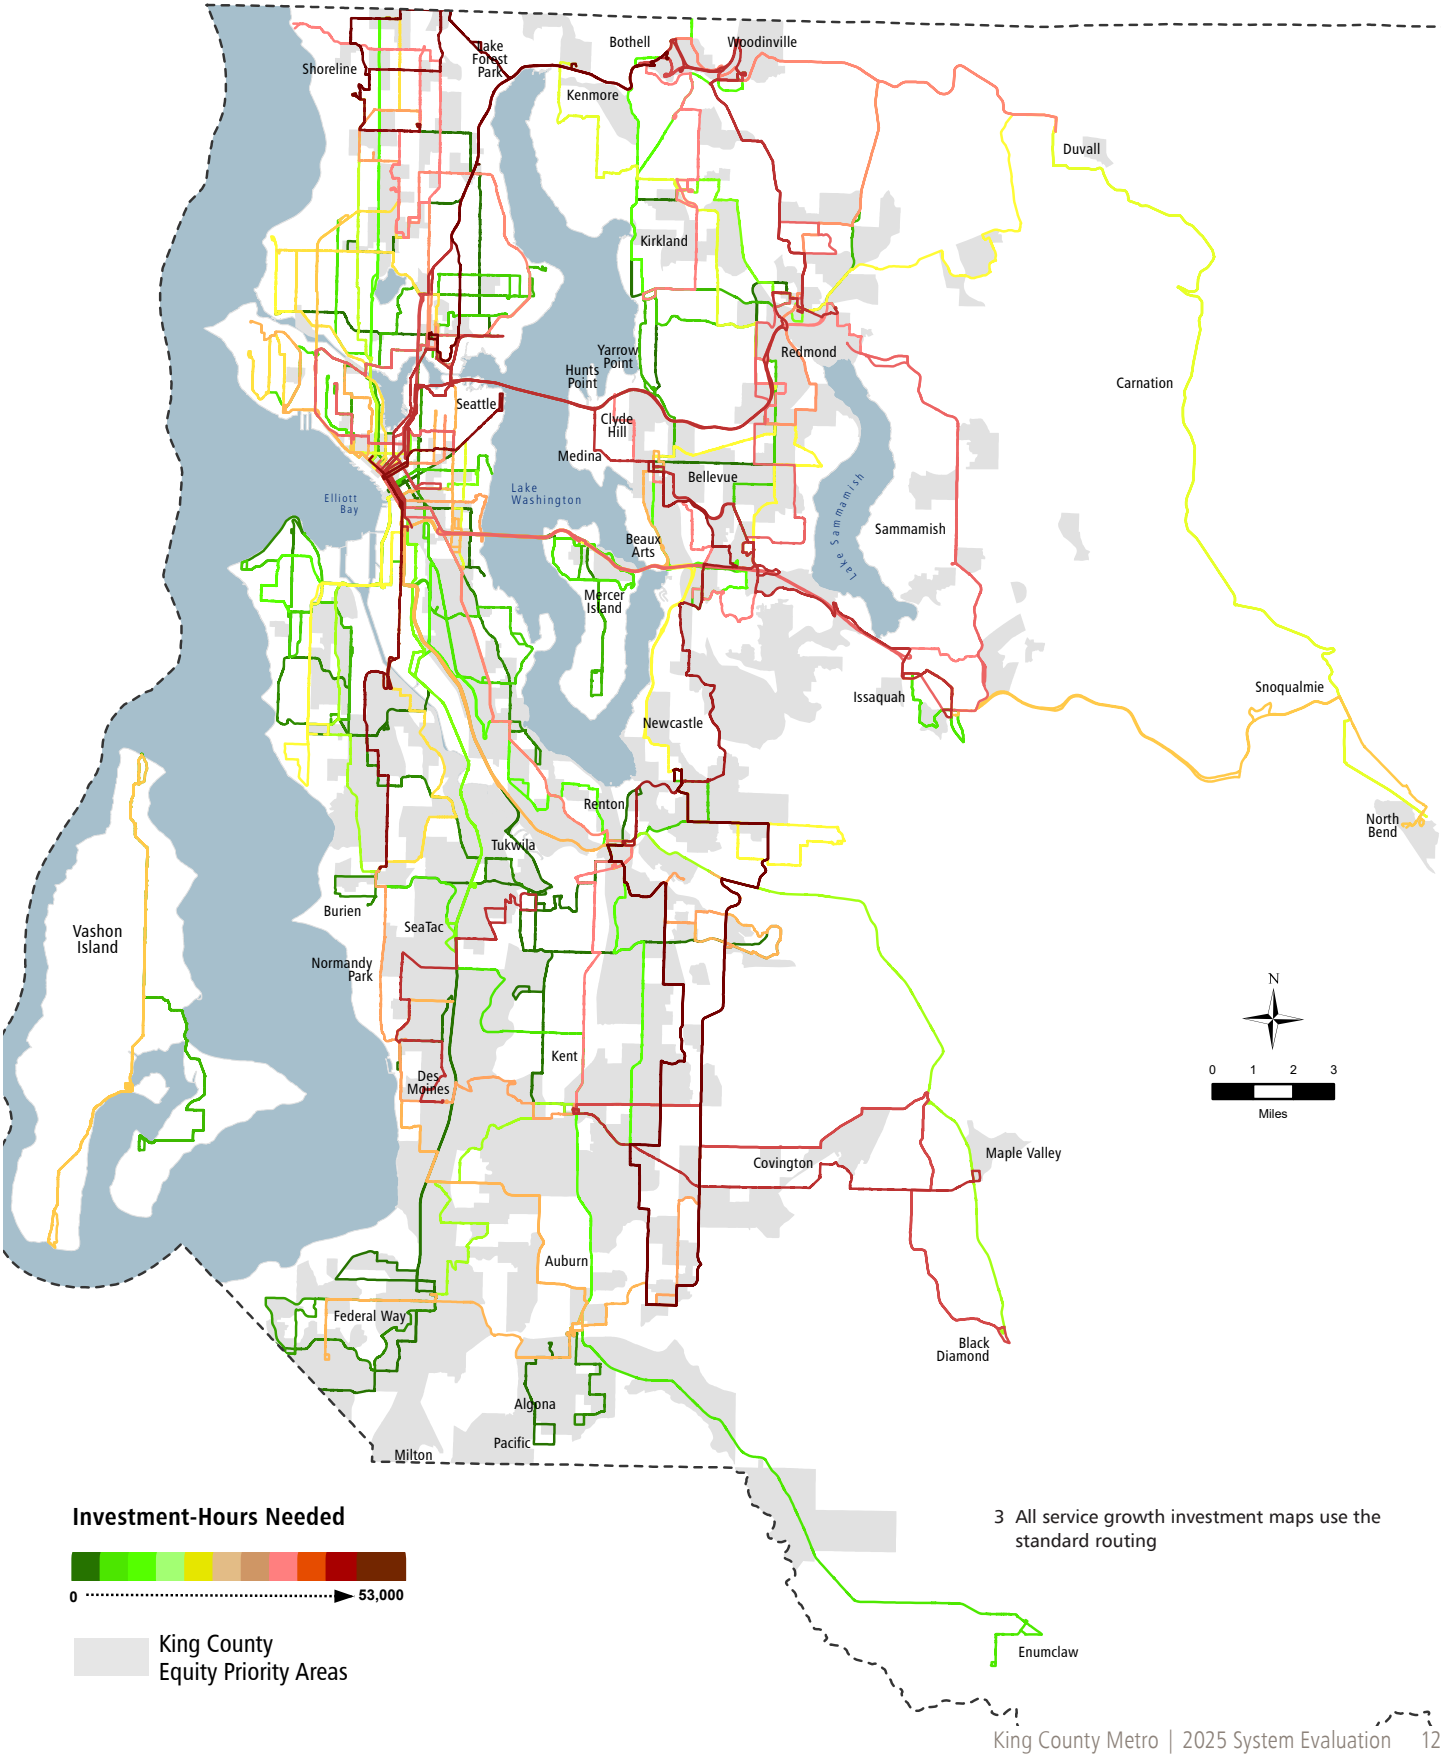 Lake
Forest
Park
Bothell
Woodinville
Shoreline
Kenmore
Duvall
Kirkland
Yarrow
Point
Hunts
Point
Redmond
Carnation
Seattle
Clyde
Hill
Medina
Bellevue
Elliott
Bay
Lake
Washington
Lake Sammamish
Sammamish
Beaux
Arts
Mercer
Island
Issaquah
Snoqualmie
Newcastle
Renton
North
Bend
Tukwila
Burien
SeaTac
Vashon
Island
Normandy
Park
N
Kent
Des
Moines
0 1 2 3
Miles
Covington
Maple Valley
Auburn
Federal Way
Black
Diamond
Algona
Pacific
Milton
Investment-Hours Needed
0 53,000
King County
Equity Priority Areas
3 All service growth investment maps use the
standard routing
Enumclaw
King County Metro | 2025 System Evaluation 12